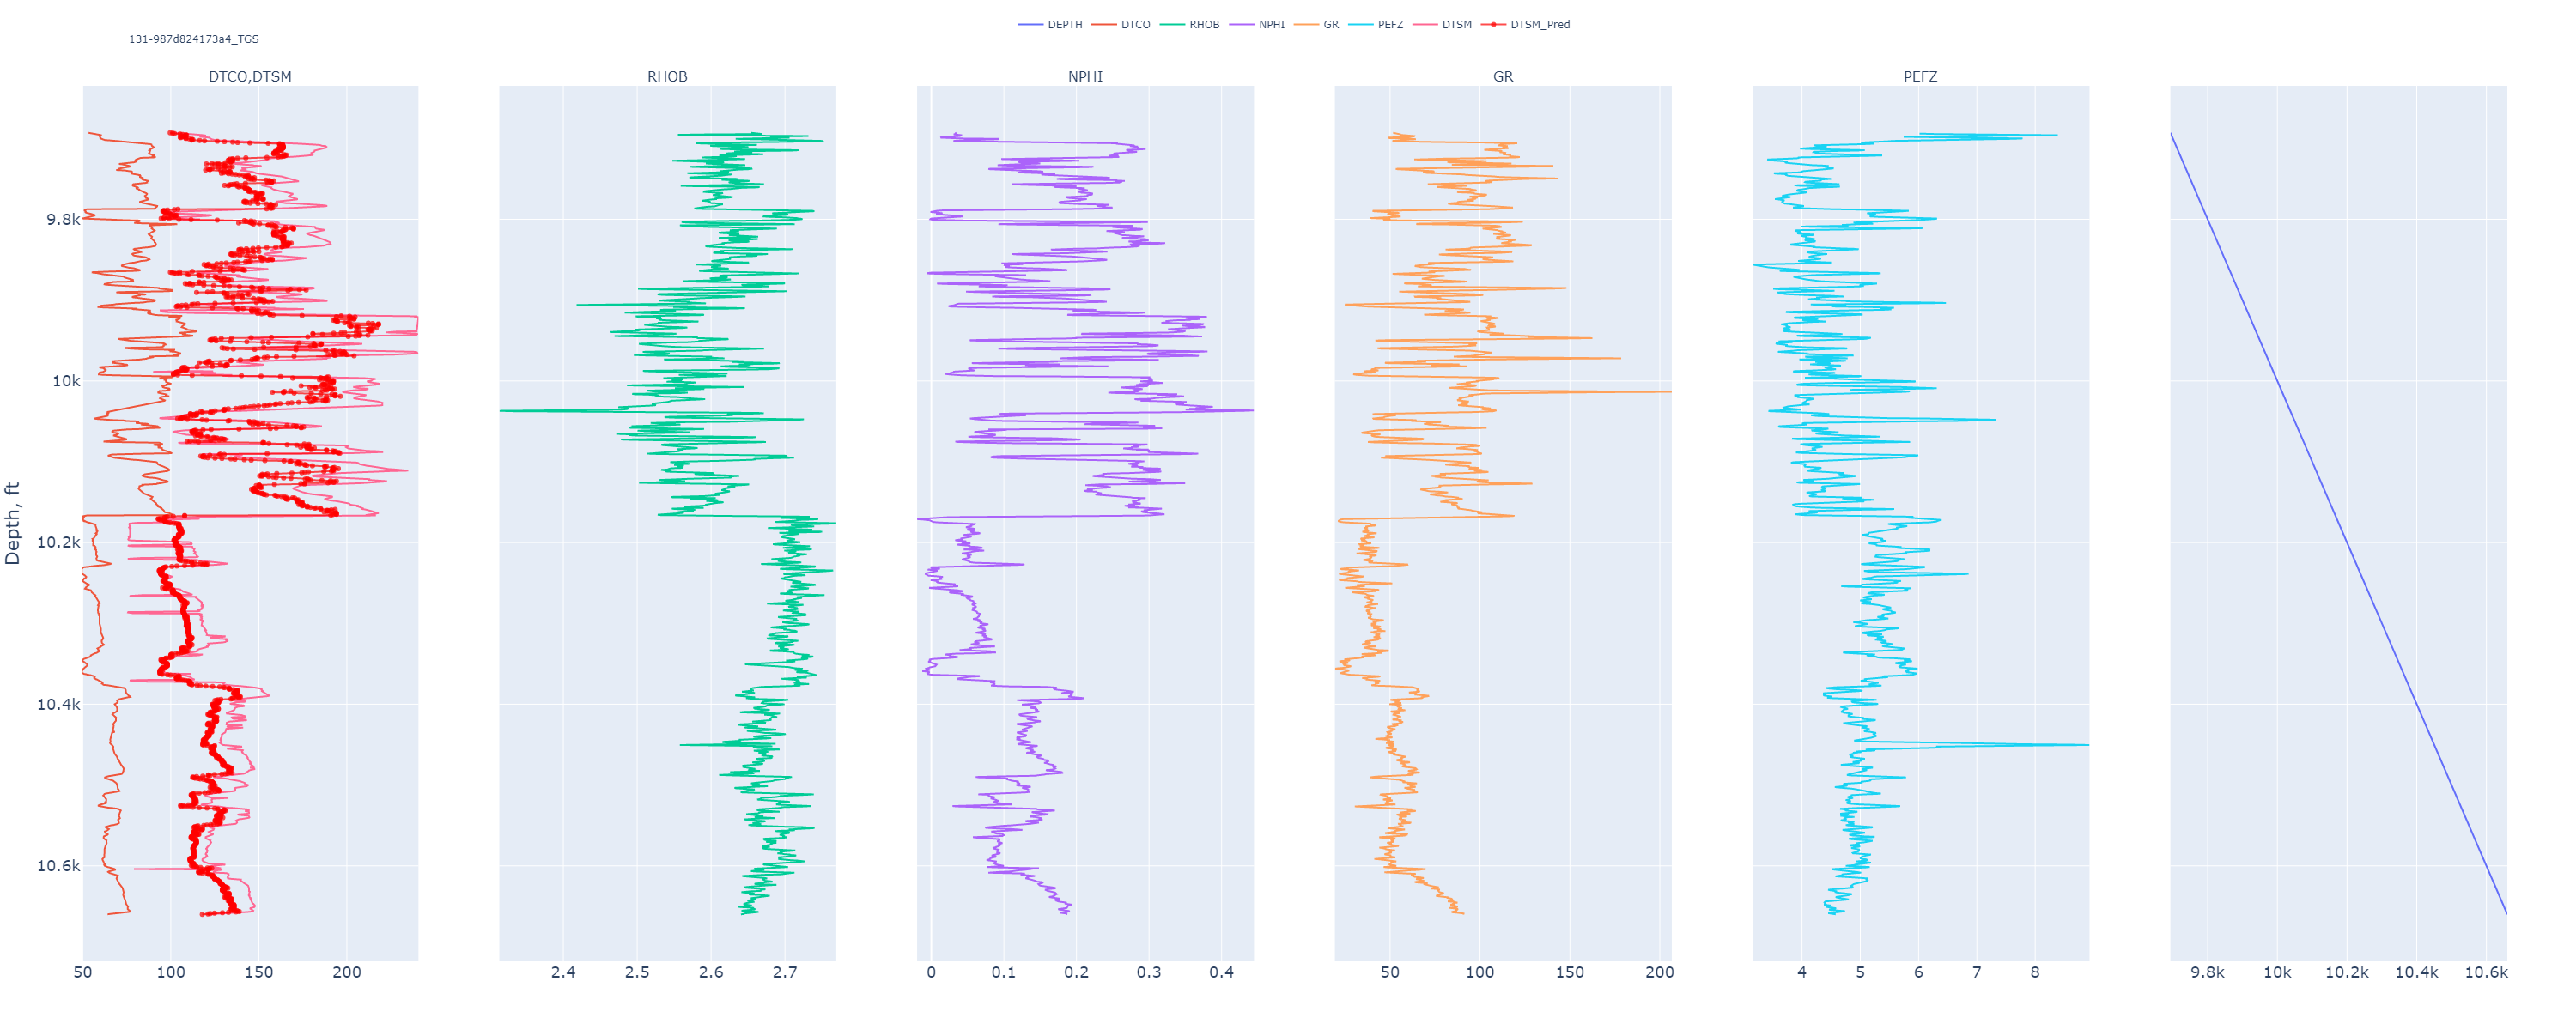 DEPTH DTCO RHOB NPHI GR PEFZ DTSM DTSM_Pred
131-987d824173a4_TGS
DTCO,DTSM RHOB NPHI GR PEFZ
9.8k
10k
10.2k
10.4k
10.6k
Depth, ft
50 100 150 200 2.4 2.5 2.6 2.7 0 0.1 0.2 0.3 0.4 50 100 150 200 4 5 6 7 8 9.8k 10k 10.2k 10.4k 10.6k